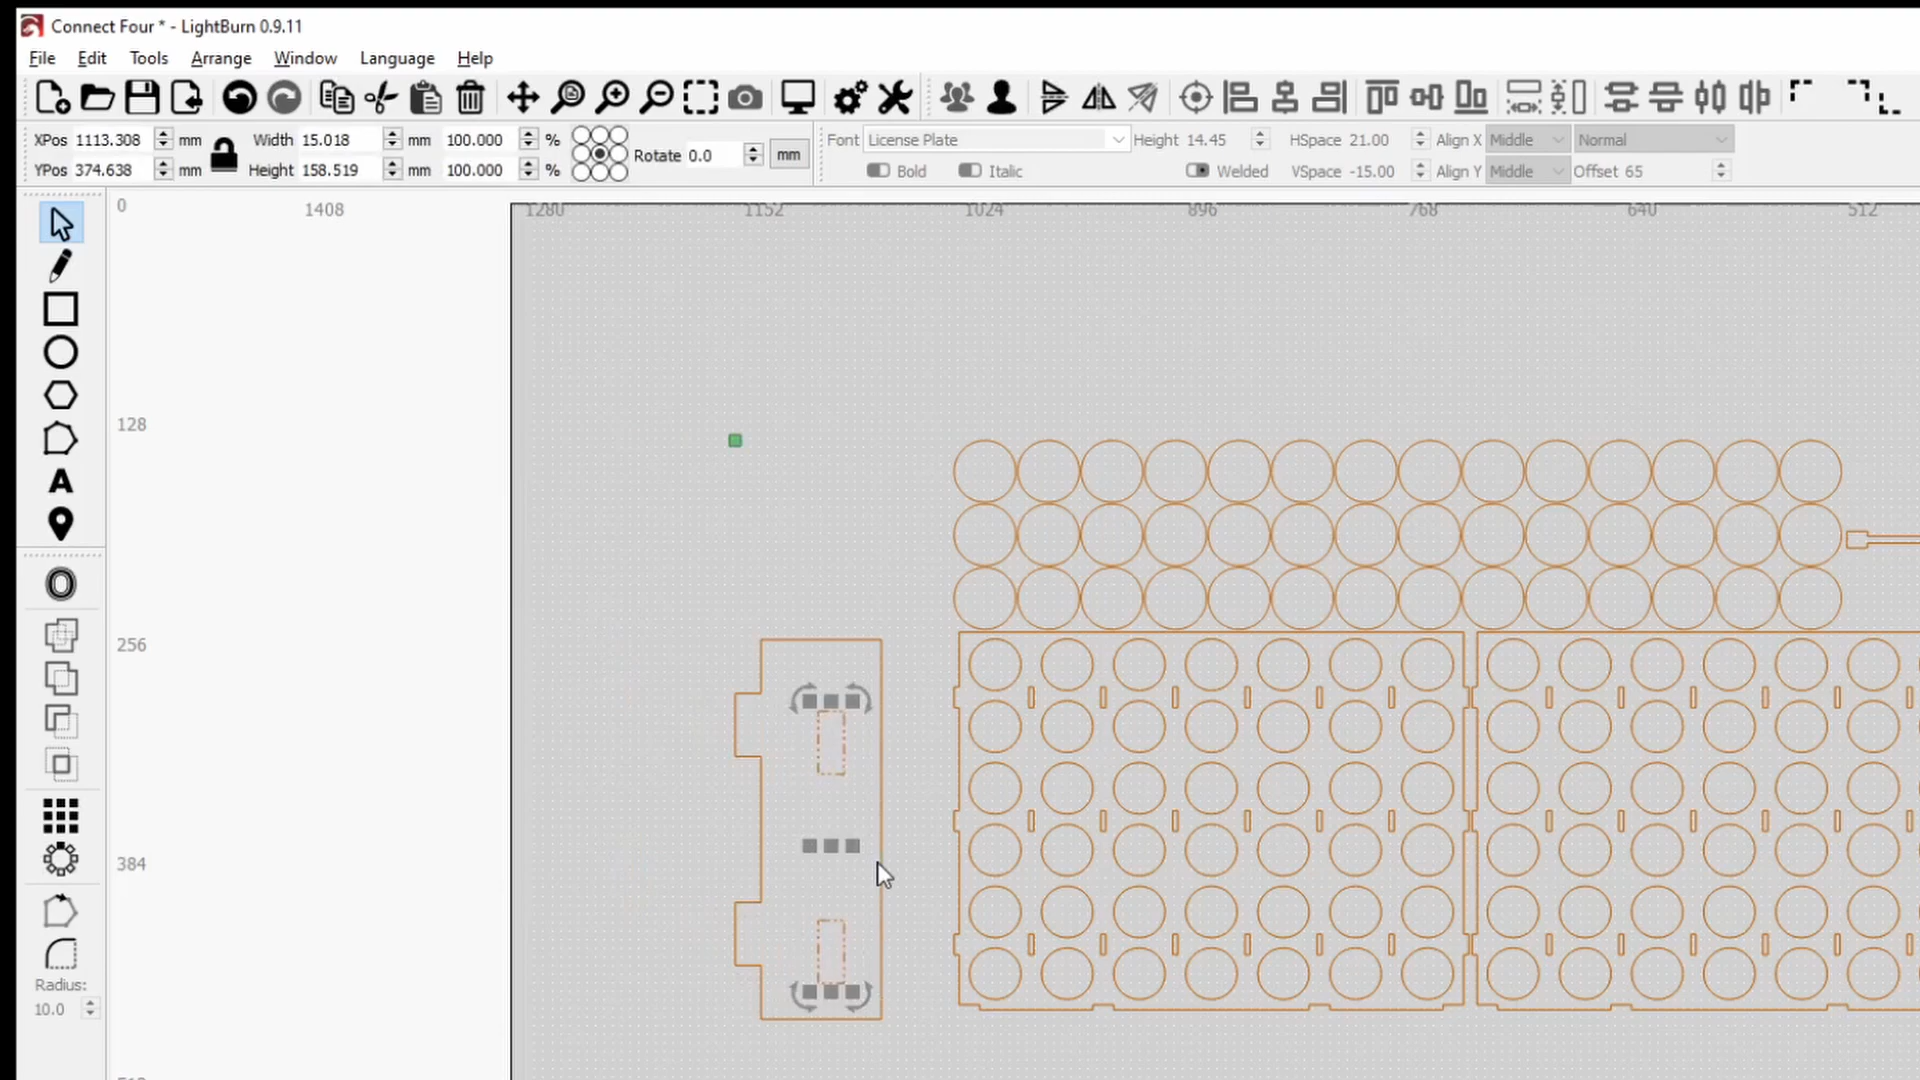 Connect Four * - LightBurn 0.9.11
File Edit Tools Arrange Window Language Help
XPos 1113.308 mm Width 15.018 mm 100.000 % Rotate 0.0 mm Font License Plate Height 14.45 HSpace 21.00 Align X Middle Normal
YPos 374.638 mm Height 158.519 mm 100.000 % Bold Italic Welded VSpace -15.00 Align Y Middle Offset 65
0 1408 1280 1152 1024 896 768 640 512
128
256
384
A
Radius:
10.0